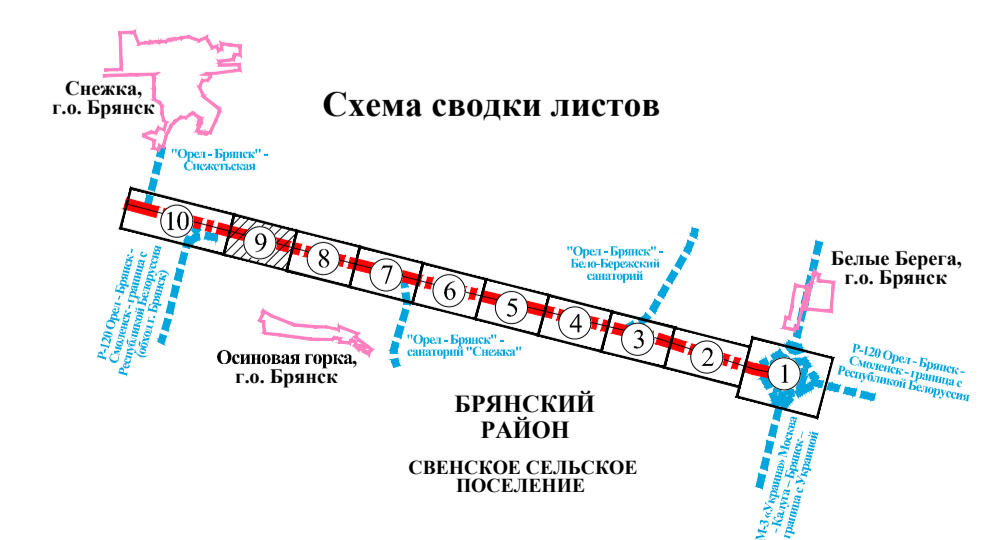 Схема сводки листов
Снежка,
г.о. Брянск
"Орел - Брянск" -
Снежетьская
10
9
8
7
6
5
4
3
2
1
Р-120 Орел - Брянск -
Смоленск - граница с
Республикой Белоруссия
(обход г. Брянск)
"Орел - Брянск" -
Бело-Бережский
санаторий
Белые Берега,
г.о. Брянск
Осиновая горка,
г.о. Брянск
"Орел - Брянск" -
санаторий "Снежка"
Р-120 Орел - Брянск -
Смоленск - граница с
Республикой Белоруссия
БРЯНСКИЙ
РАЙОН
СВЕНСКОЕ СЕЛЬСКОЕ
ПОСЕЛЕНИЕ
М-3 «Украина» Москва
- Калуга – Брянск –
граница с Украиной